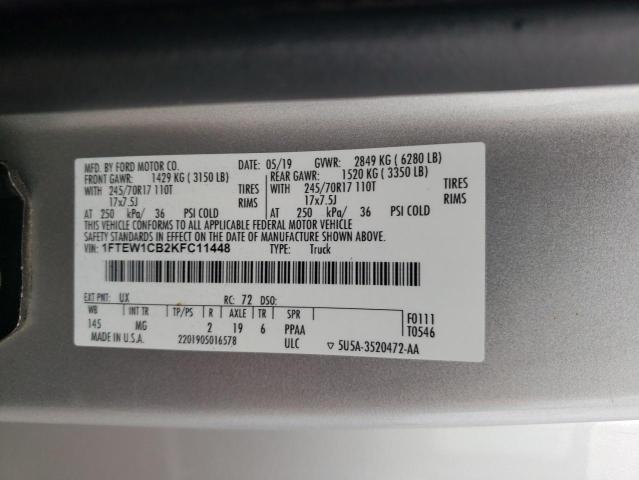 MFD. BY FORD MOTOR CO. DATE: 05/19 GVWR: 2849 KG ( 6280 LB)
FRONT GAWR: 1429 KG ( 3150 LB) REAR GAWR: 1520 KG ( 3350 LB)
WITH 245/70R17 110T TIRES WITH 245/70R17 110T TIRES
17x7.5J RIMS 17x7.5J RIMS
AT 250 kPa/ 36 PSI COLD AT 250 kPa/ 36 PSI COLD
THIS VEHICLE CONFORMS TO ALL APPLICABLE FEDERAL MOTOR VEHICLE
SAFETY AND THEFT PREVENTION STANDARDS IN EFFECT ON THE DATE OF MANUFACTURE SHOWN ABOVE.
VIN: 1FTEW1CB2KFC11448 TYPE: Truck
EXT PNT: UX RC: 72 DSO:
WB INT TR TP/PS R AXLE TR SPR
145 MG 2 19 6 PPAA
F0111
T0546
MADE IN U.S.A. 2201905016578 ULC ▽ 5U5A-3520472-AA